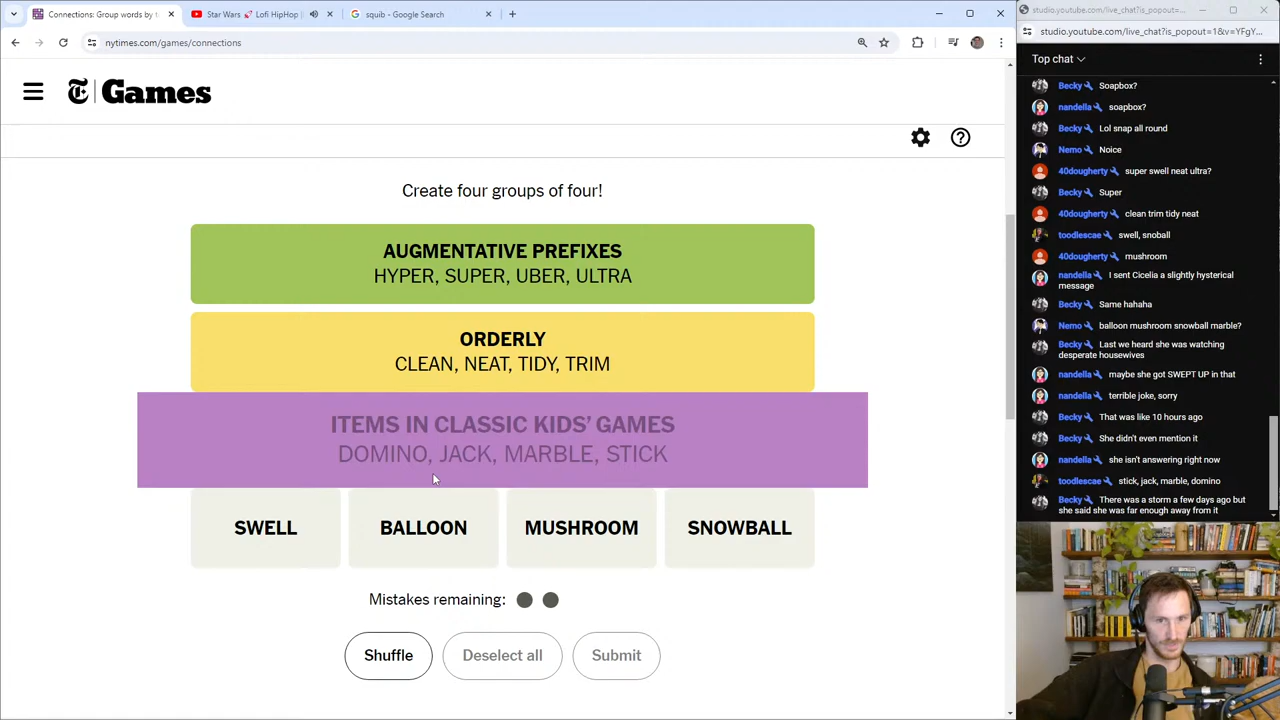 Connections: Group words by t
Star Wars 🚀 Lofi HipHop
squib - Google Search
nytimes.com/games/connections
Games
Create four groups of four!
AUGMENTATIVE PREFIXES
HYPER, SUPER, UBER, ULTRA
ORDERLY
CLEAN, NEAT, TIDY, TRIM
ITEMS IN CLASSIC KIDS’ GAMES
DOMINO, JACK, MARBLE, STICK
SWELL
BALLOON
MUSHROOM
SNOWBALL
Mistakes remaining:
Shuffle
Deselect all
Submit
studio.youtube.com/live_chat?is_popout=...
studio.youtube.com/live_chat?is_popout=1&v=YFgY...
Top chat
Becky Soapbox?
nandella soapbox?
Becky Lol snap all round
Nemo Noice
40dougherty super swell neat ultra?
Becky Super
40dougherty clean trim tidy neat
toodlescae swell, snoball
40dougherty mushroom
nandella I sent Cicelia a slightly hysterical
message
Becky Same hahaha
Nemo balloon mushroom snowball marble?
Becky Last we heard she was watching
desperate housewives
nandella maybe she got SWEPT UP in that
nandella terrible joke, sorry
Becky That was like 10 hours ago
Becky She didn't even mention it
nandella she isn't answering right now
toodlescae stick, jack, marble, domino
Becky There was a storm a few days ago but
she said she was far enough away from it